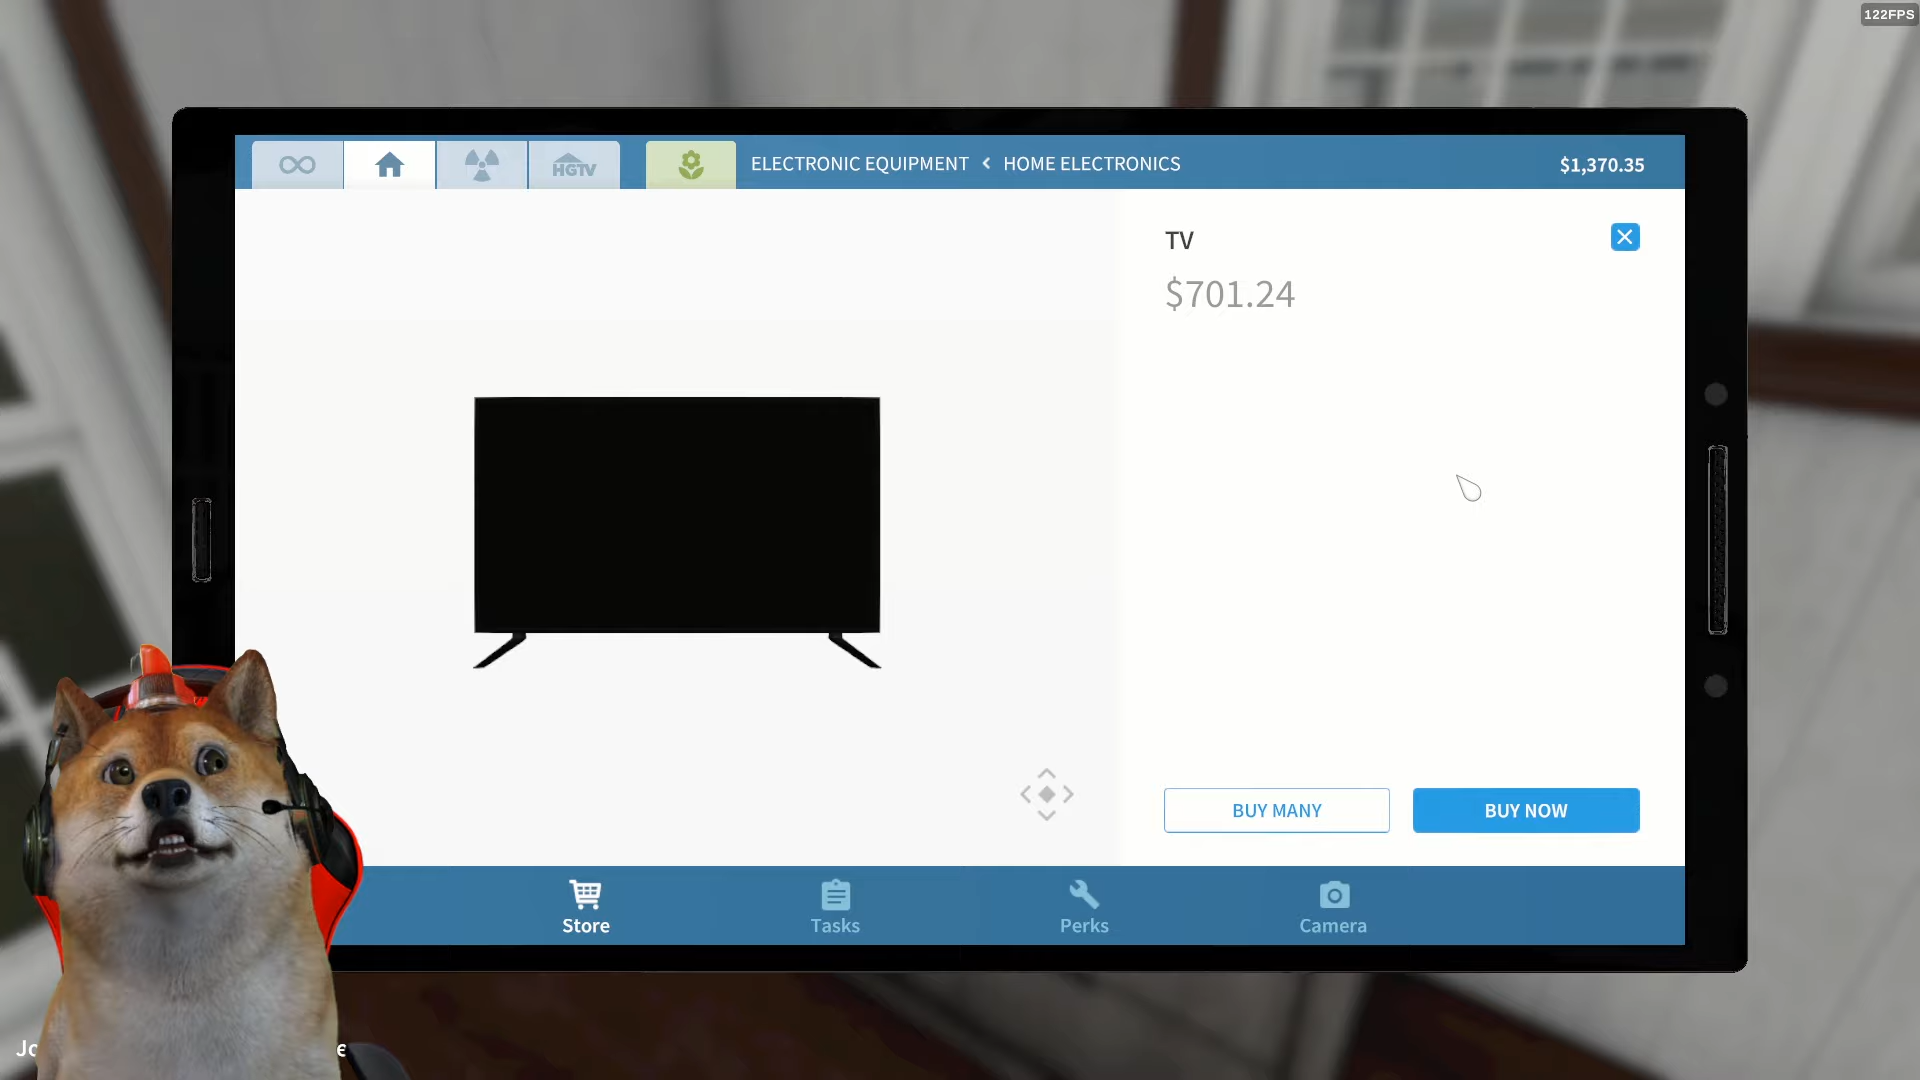 122FPS
HGTV
ELECTRONIC EQUIPMENT < HOME ELECTRONICS
$1,370.35
TV
$701.24
BUY MANY
BUY NOW
Store
Tasks
Perks
Camera